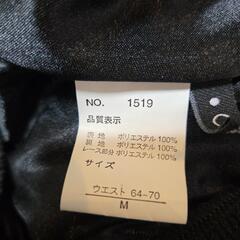 NO. 1519
品質表示
表地 ポリエステル100%
裏地 ポリエステル100%
レース部分 ポリエステル100%
サイズ
ウエスト 64-70
M